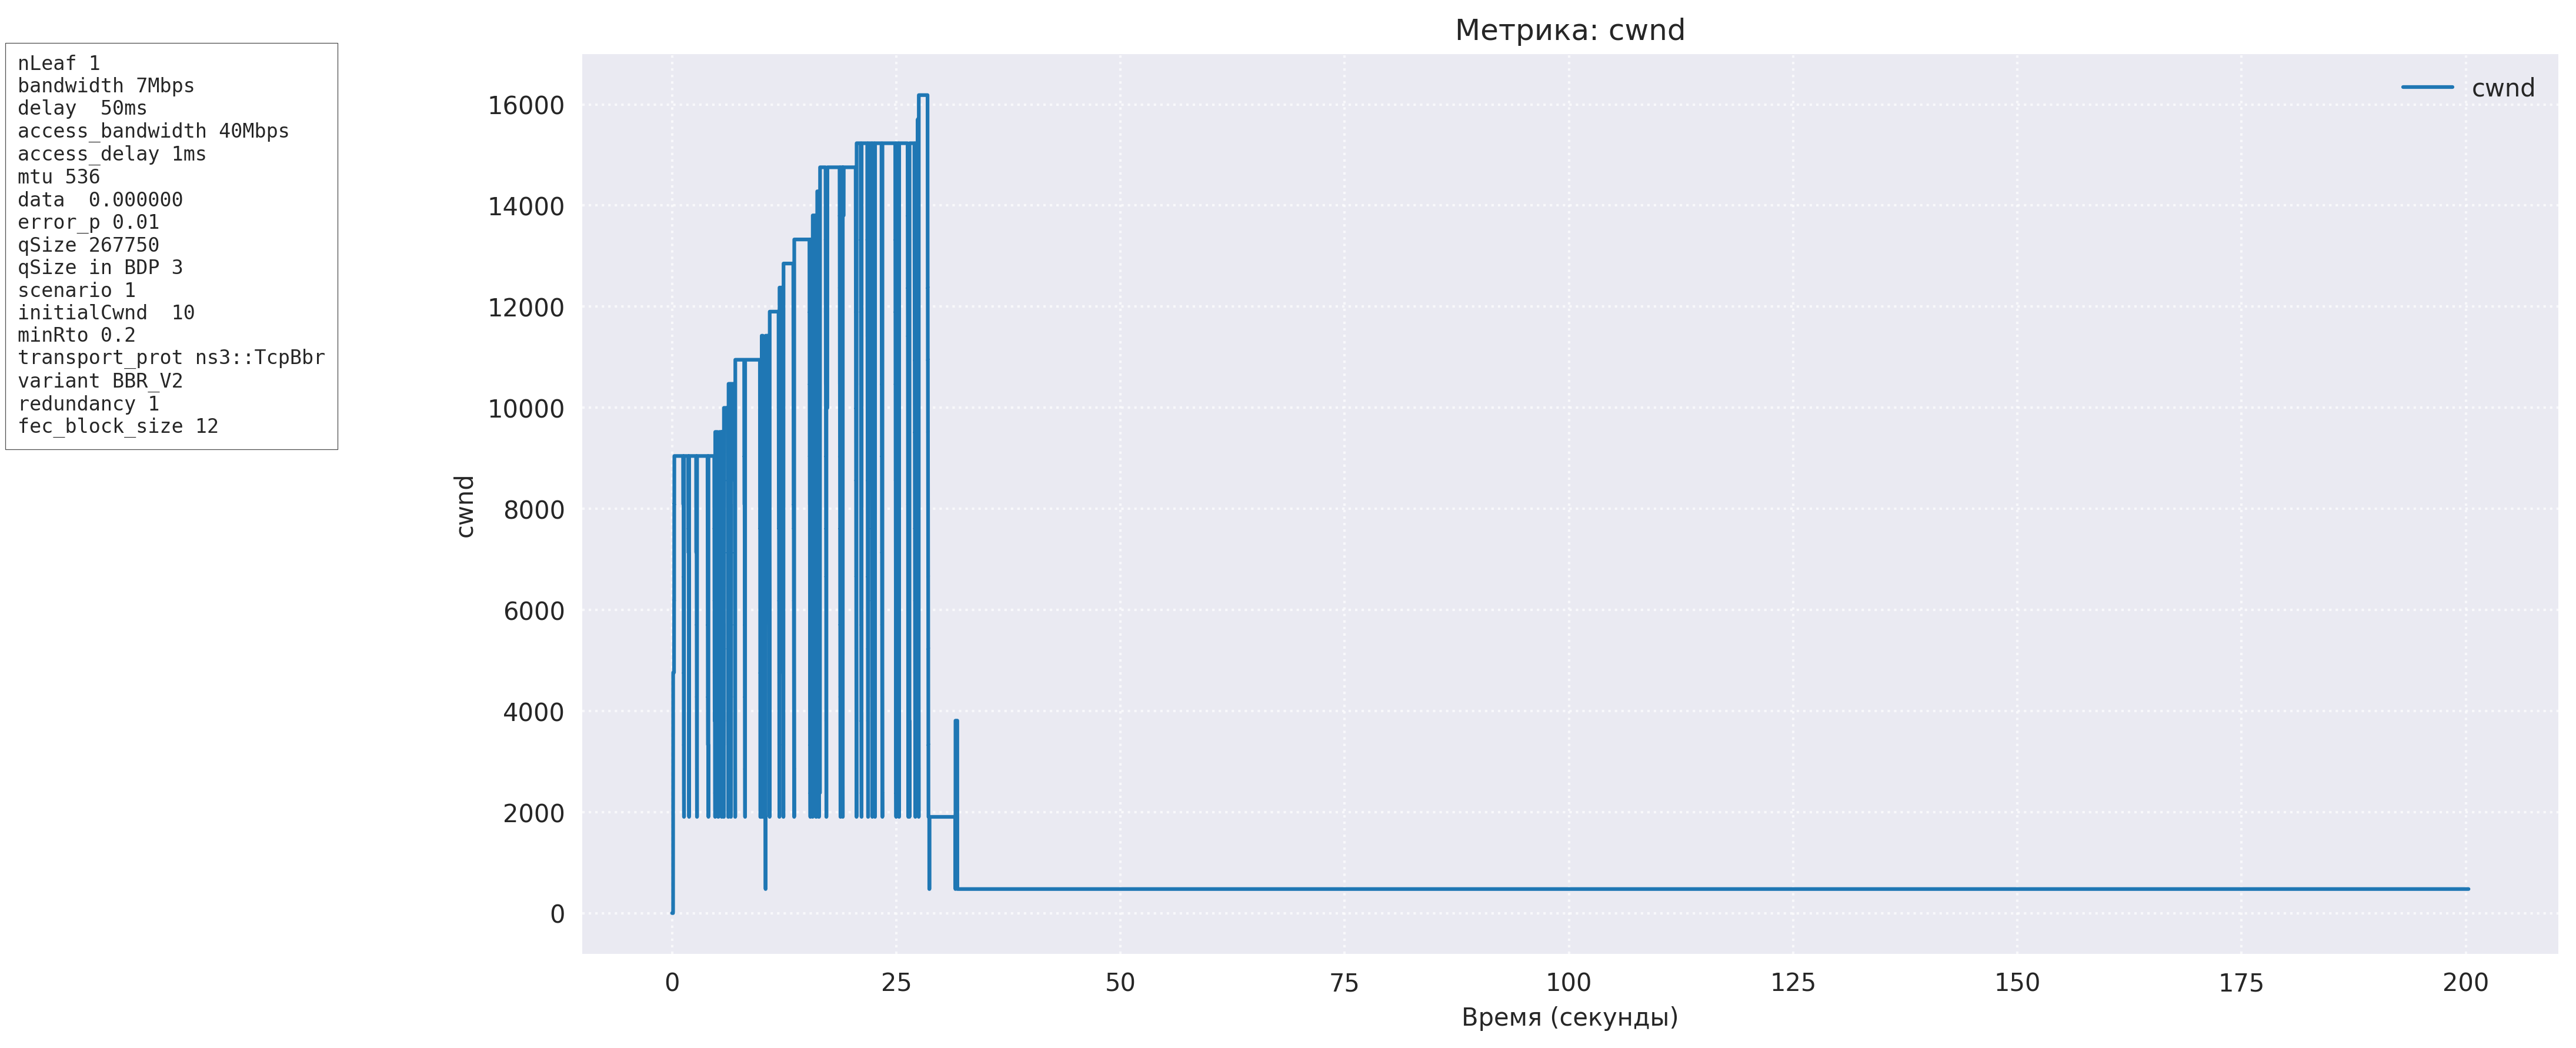 Метрика: cwnd
nLeaf 1
bandwidth 7Mbps
delay  50ms
access_bandwidth 40Mbps
access_delay 1ms
mtu 536
data  0.000000
error_p 0.01
qSize 267750
qSize in BDP 3
scenario 1
initialCwnd  10
minRto 0.2
transport_prot ns3::TcpBbr
variant BBR_V2
redundancy 1
fec_block_size 12
cwnd
16000
14000
12000
10000
8000
6000
4000
2000
0
cwnd
0 25 50 75 100 125 150 175 200
Время (секунды)